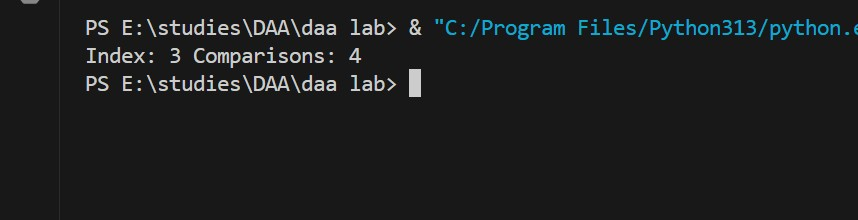 PS E:\studies\DAA\daa lab> & "C:/Program Files/Python313/python.e
Index: 3 Comparisons: 4
PS E:\studies\DAA\daa lab>